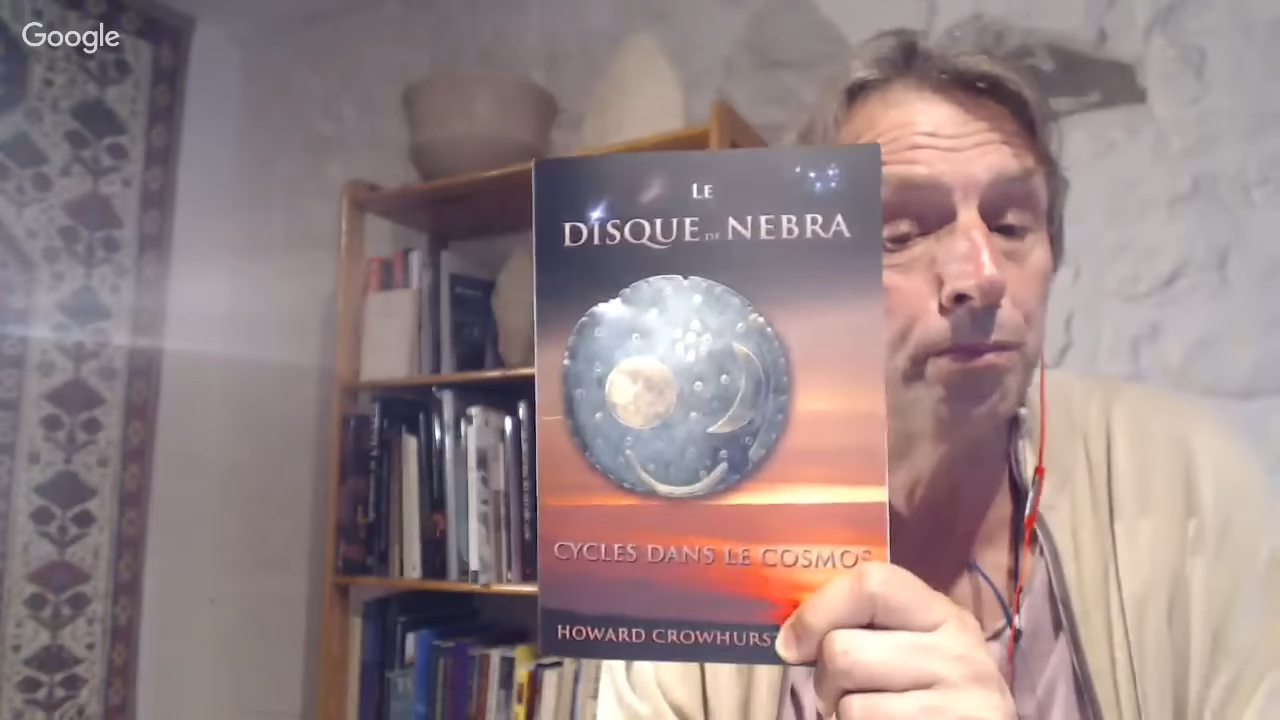 Google
LE
DISQUE DE NEBRA
CYCLES DANS LE COSMOS
HOWARD CROWHURST